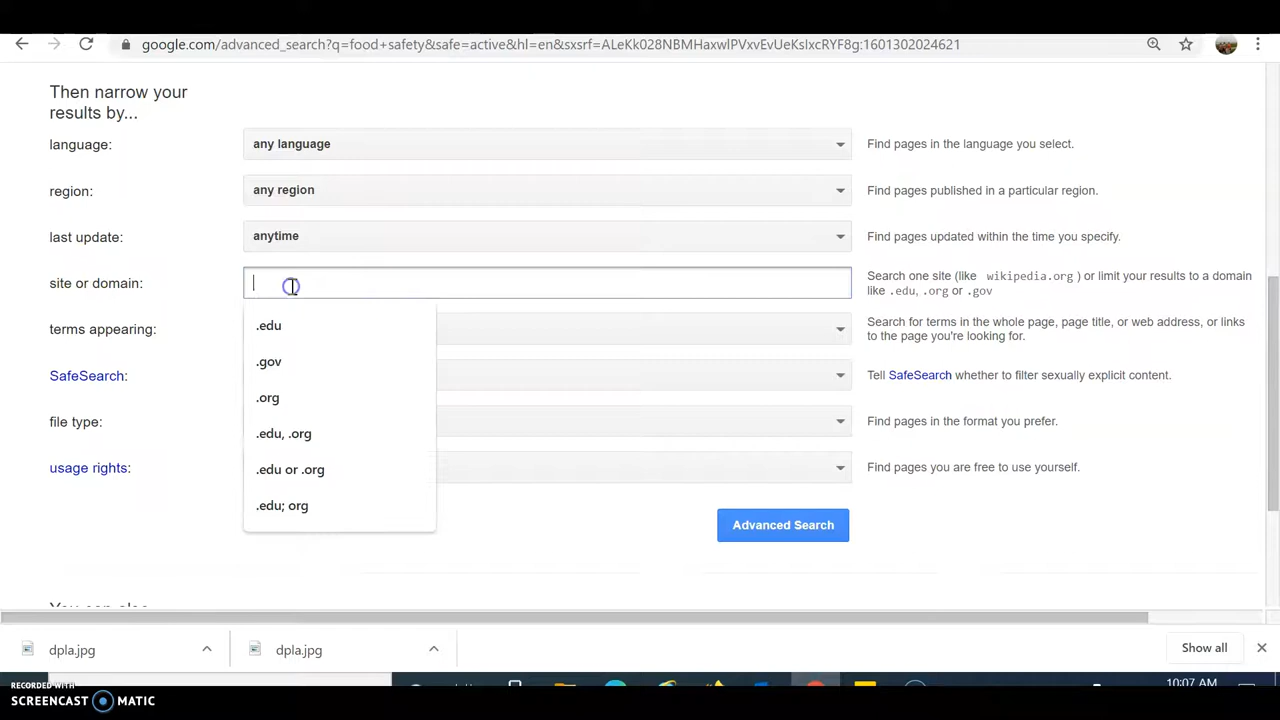 google.com/advanced_search?q=food+safety&safe=active&hl=en&sxsrf=ALeKk028NBMHaxwlPVxvEvUeKsIxcRYF8g:1601302024621
Then narrow your
results by...
language: any language Find pages in the language you select.
region: any region Find pages published in a particular region.
last update: anytime Find pages updated within the time you specify.
site or domain: Search one site (like wikipedia.org ) or limit your results to a domain
like .edu, .org or .gov
.edu
terms appearing: Search for terms in the whole page, page title, or web address, or links
to the page you're looking for.
.gov
SafeSearch: Tell SafeSearch whether to filter sexually explicit content.
.org
file type: Find pages in the format you prefer.
.edu, .org
usage rights: Find pages you are free to use yourself.
.edu or .org
.edu; org
Advanced Search
dpla.jpg dpla.jpg Show all
10:07 AM
RECORDED WITH
SCREENCAST MATIC